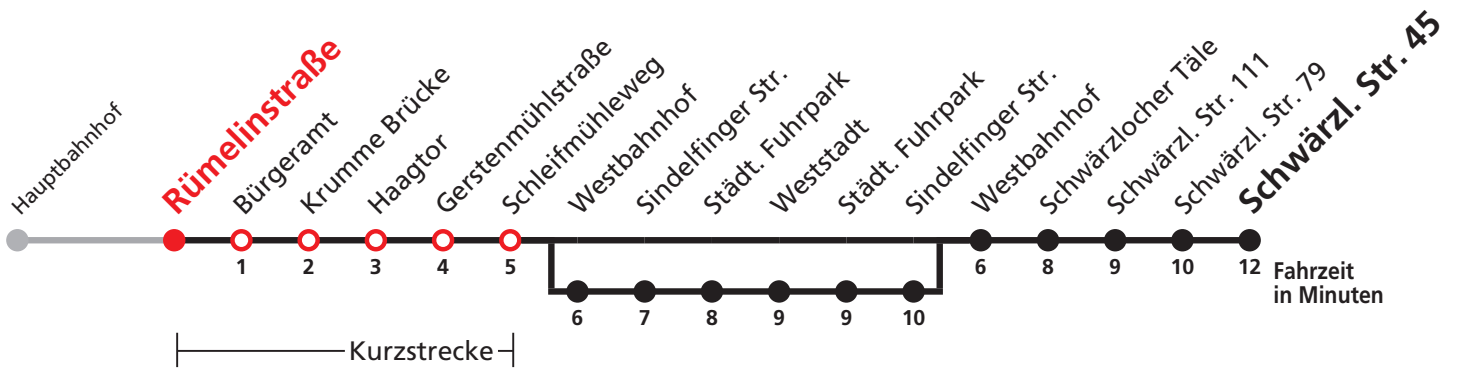 Hauptbahnhof
Rümelinstraße
Bürgeramt
Krumme Brücke
Haagtor
Gerstenmühlstraße
Schleifmühleweg
Westbahnhof
Sindelfinger Str.
Städt. Fuhrpark
Weststadt
Städt. Fuhrpark
Sindelfinger Str.
Westbahnhof
Schwärzlocher Täle
Schwärzl. Str. 111
Schwärzl. Str. 79
Schwärzl. Str. 45
1 2 3 4 5 6 8 9 10 12
Fahrzeit
in Minuten
6 7 8 9 9 10
Kurzstrecke